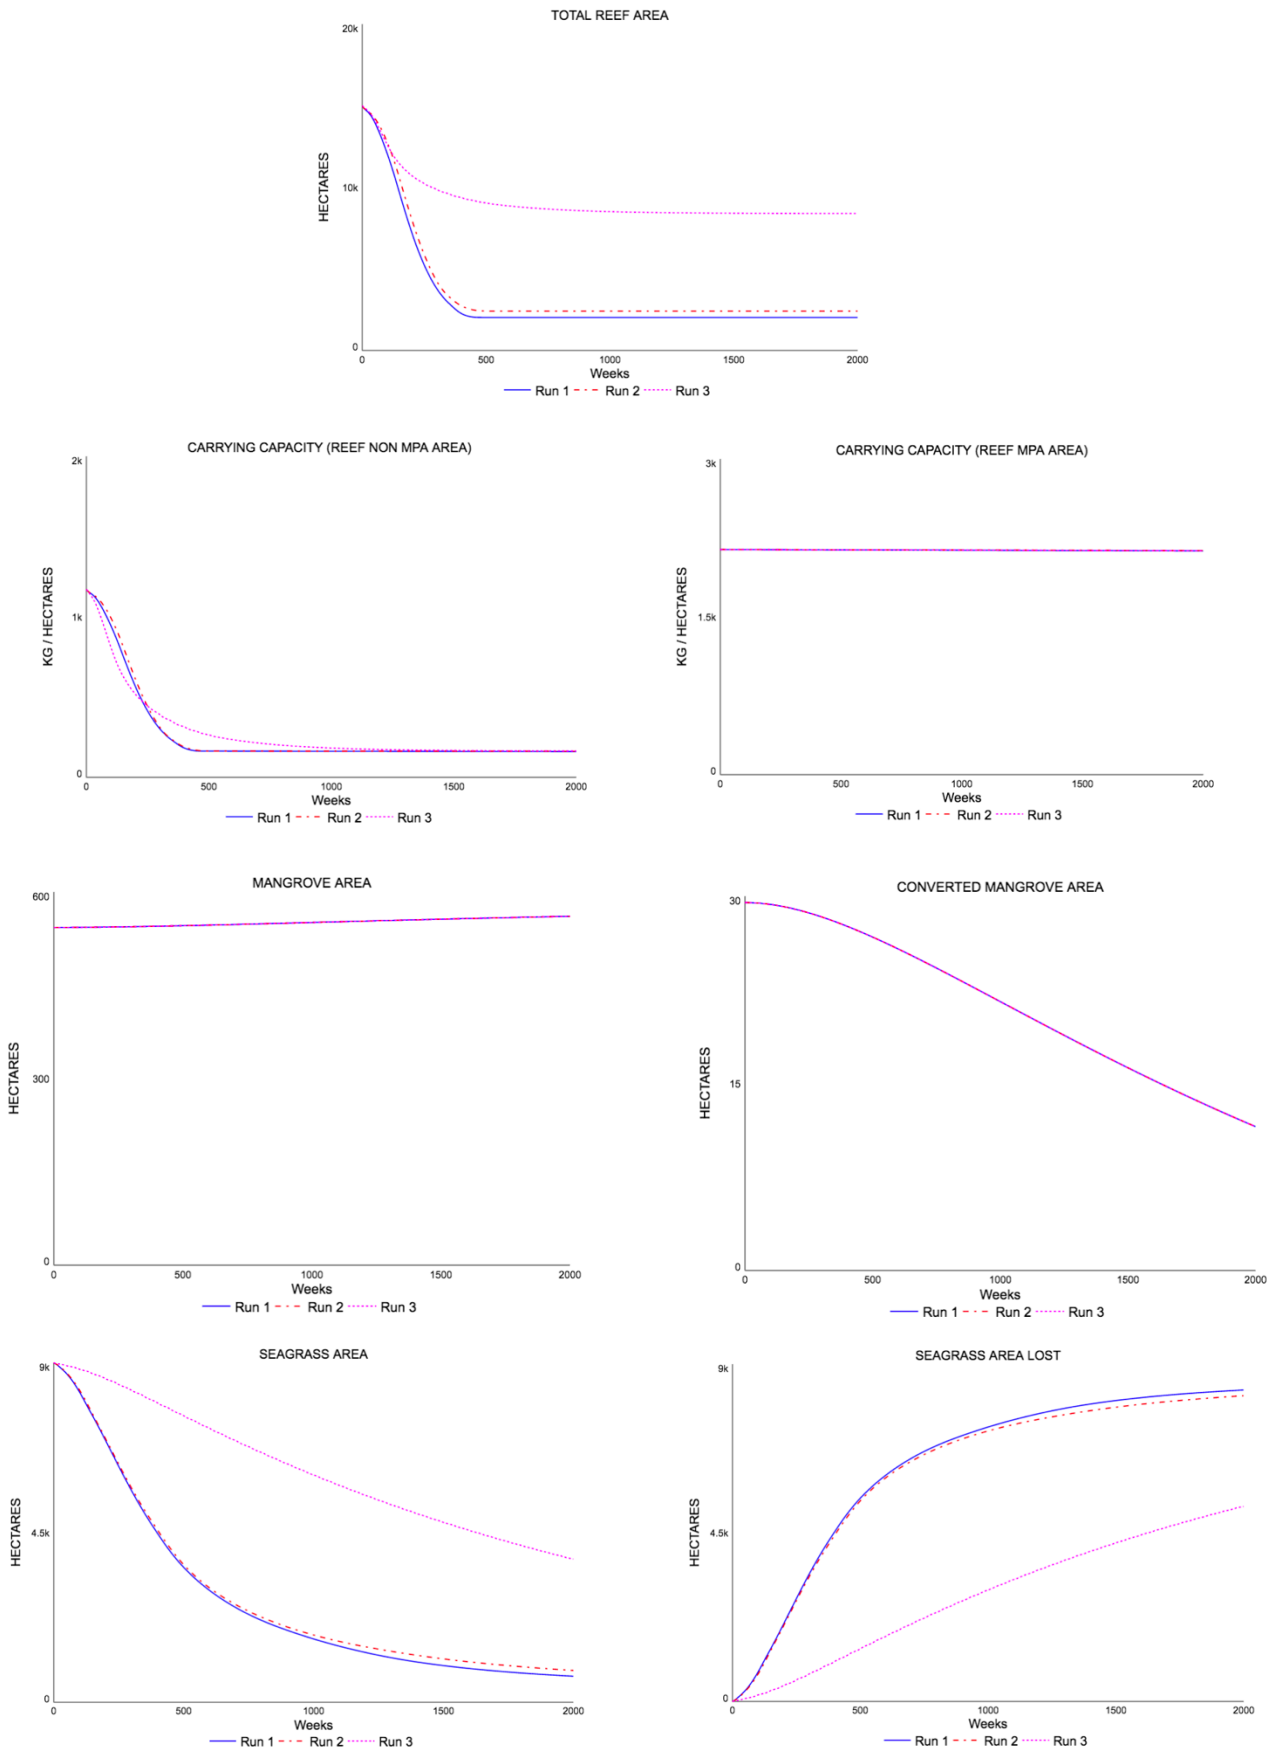 TOTAL REEF AREA
20k
10k
0
HECTARES
0 500 1000 1500 2000
Weeks
Run 1 Run 2 Run 3
CARRYING CAPACITY (REEF NON MPA AREA)
2k
1k
0
KG / HECTARES
0 500 1000 1500 2000
Weeks
Run 1 Run 2 Run 3
CARRYING CAPACITY (REEF MPA AREA)
3k
1.5k
0
KG / HECTARES
0 500 1000 1500 2000
Weeks
Run 1 Run 2 Run 3
MANGROVE AREA
600
300
0
HECTARES
0 500 1000 1500 2000
Weeks
Run 1 Run 2 Run 3
CONVERTED MANGROVE AREA
30
15
0
HECTARES
0 500 1000 1500 2000
Weeks
Run 1 Run 2 Run 3
SEAGRASS AREA
9k
4.5k
0
HECTARES
0 500 1000 1500 2000
Weeks
Run 1 Run 2 Run 3
SEAGRASS AREA LOST
9k
4.5k
0
HECTARES
0 500 1000 1500 2000
Weeks
Run 1 Run 2 Run 3